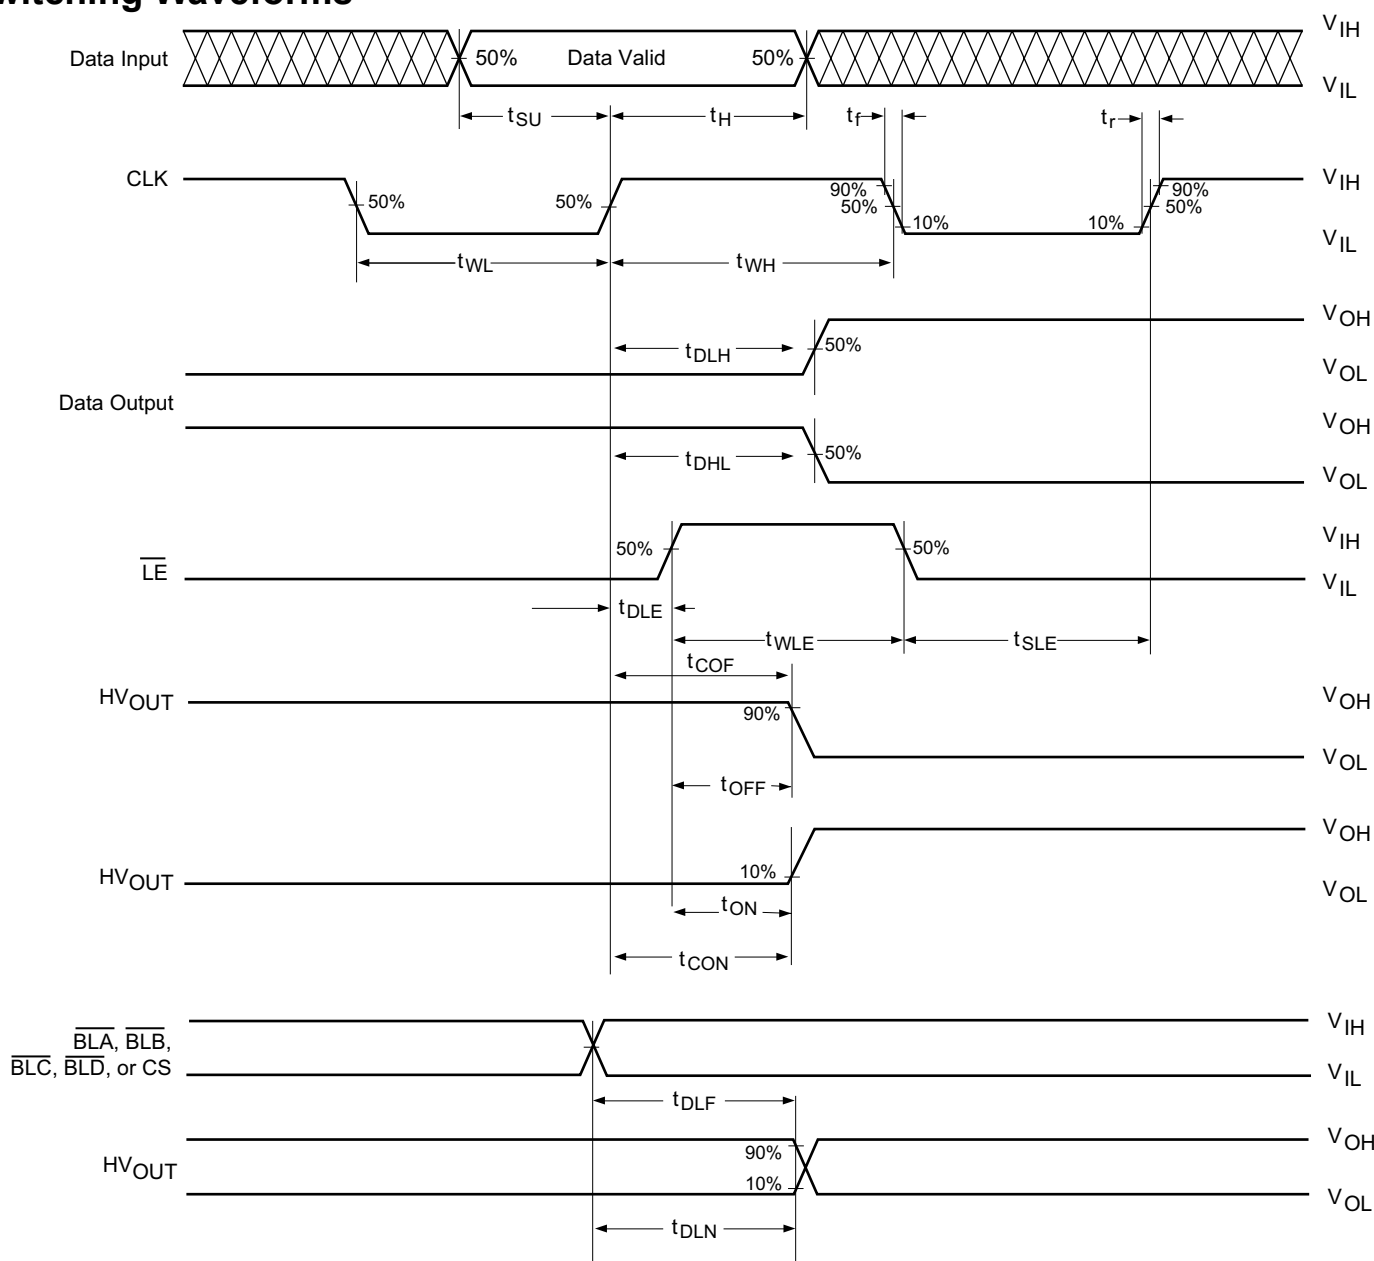 Switching Waveforms
Data Input 50% Data Valid 50% VIH
VIL
tSU tH tf tr
CLK 50% 50% 90% 50% 10% 10% 90% 50% VIH
VIL
tWL tWH
VOH
tDLH 50%
VOL
Data Output
VOH
tDHL 50%
VOL
LE 50% 50% VIH
VIL
tDLE
tWLE tSLE
tCOF
HVOUT 90% VOH
VOL
tOFF
VOH
HVOUT 10% VOL
tON
tCON
BLA, BLB, VIH
BLC, BLD, or CS VIL
tDLF
90% VOH
HVOUT
10% VOL
tDLN